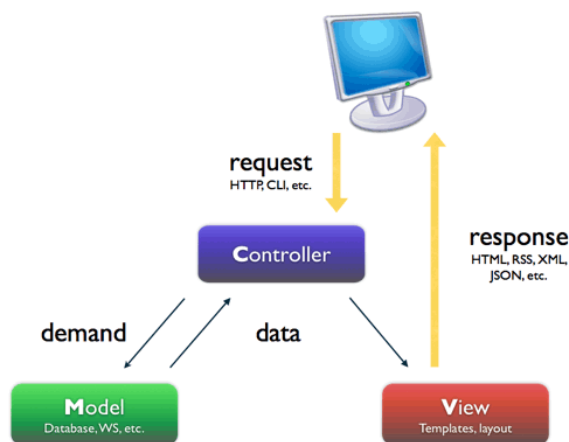 request
HTTP, CLI, etc.
Controller
response
HTML, RSS, XML,
JSON, etc.
demand
data
Model
Database, WS, etc.
View
Templates, layout